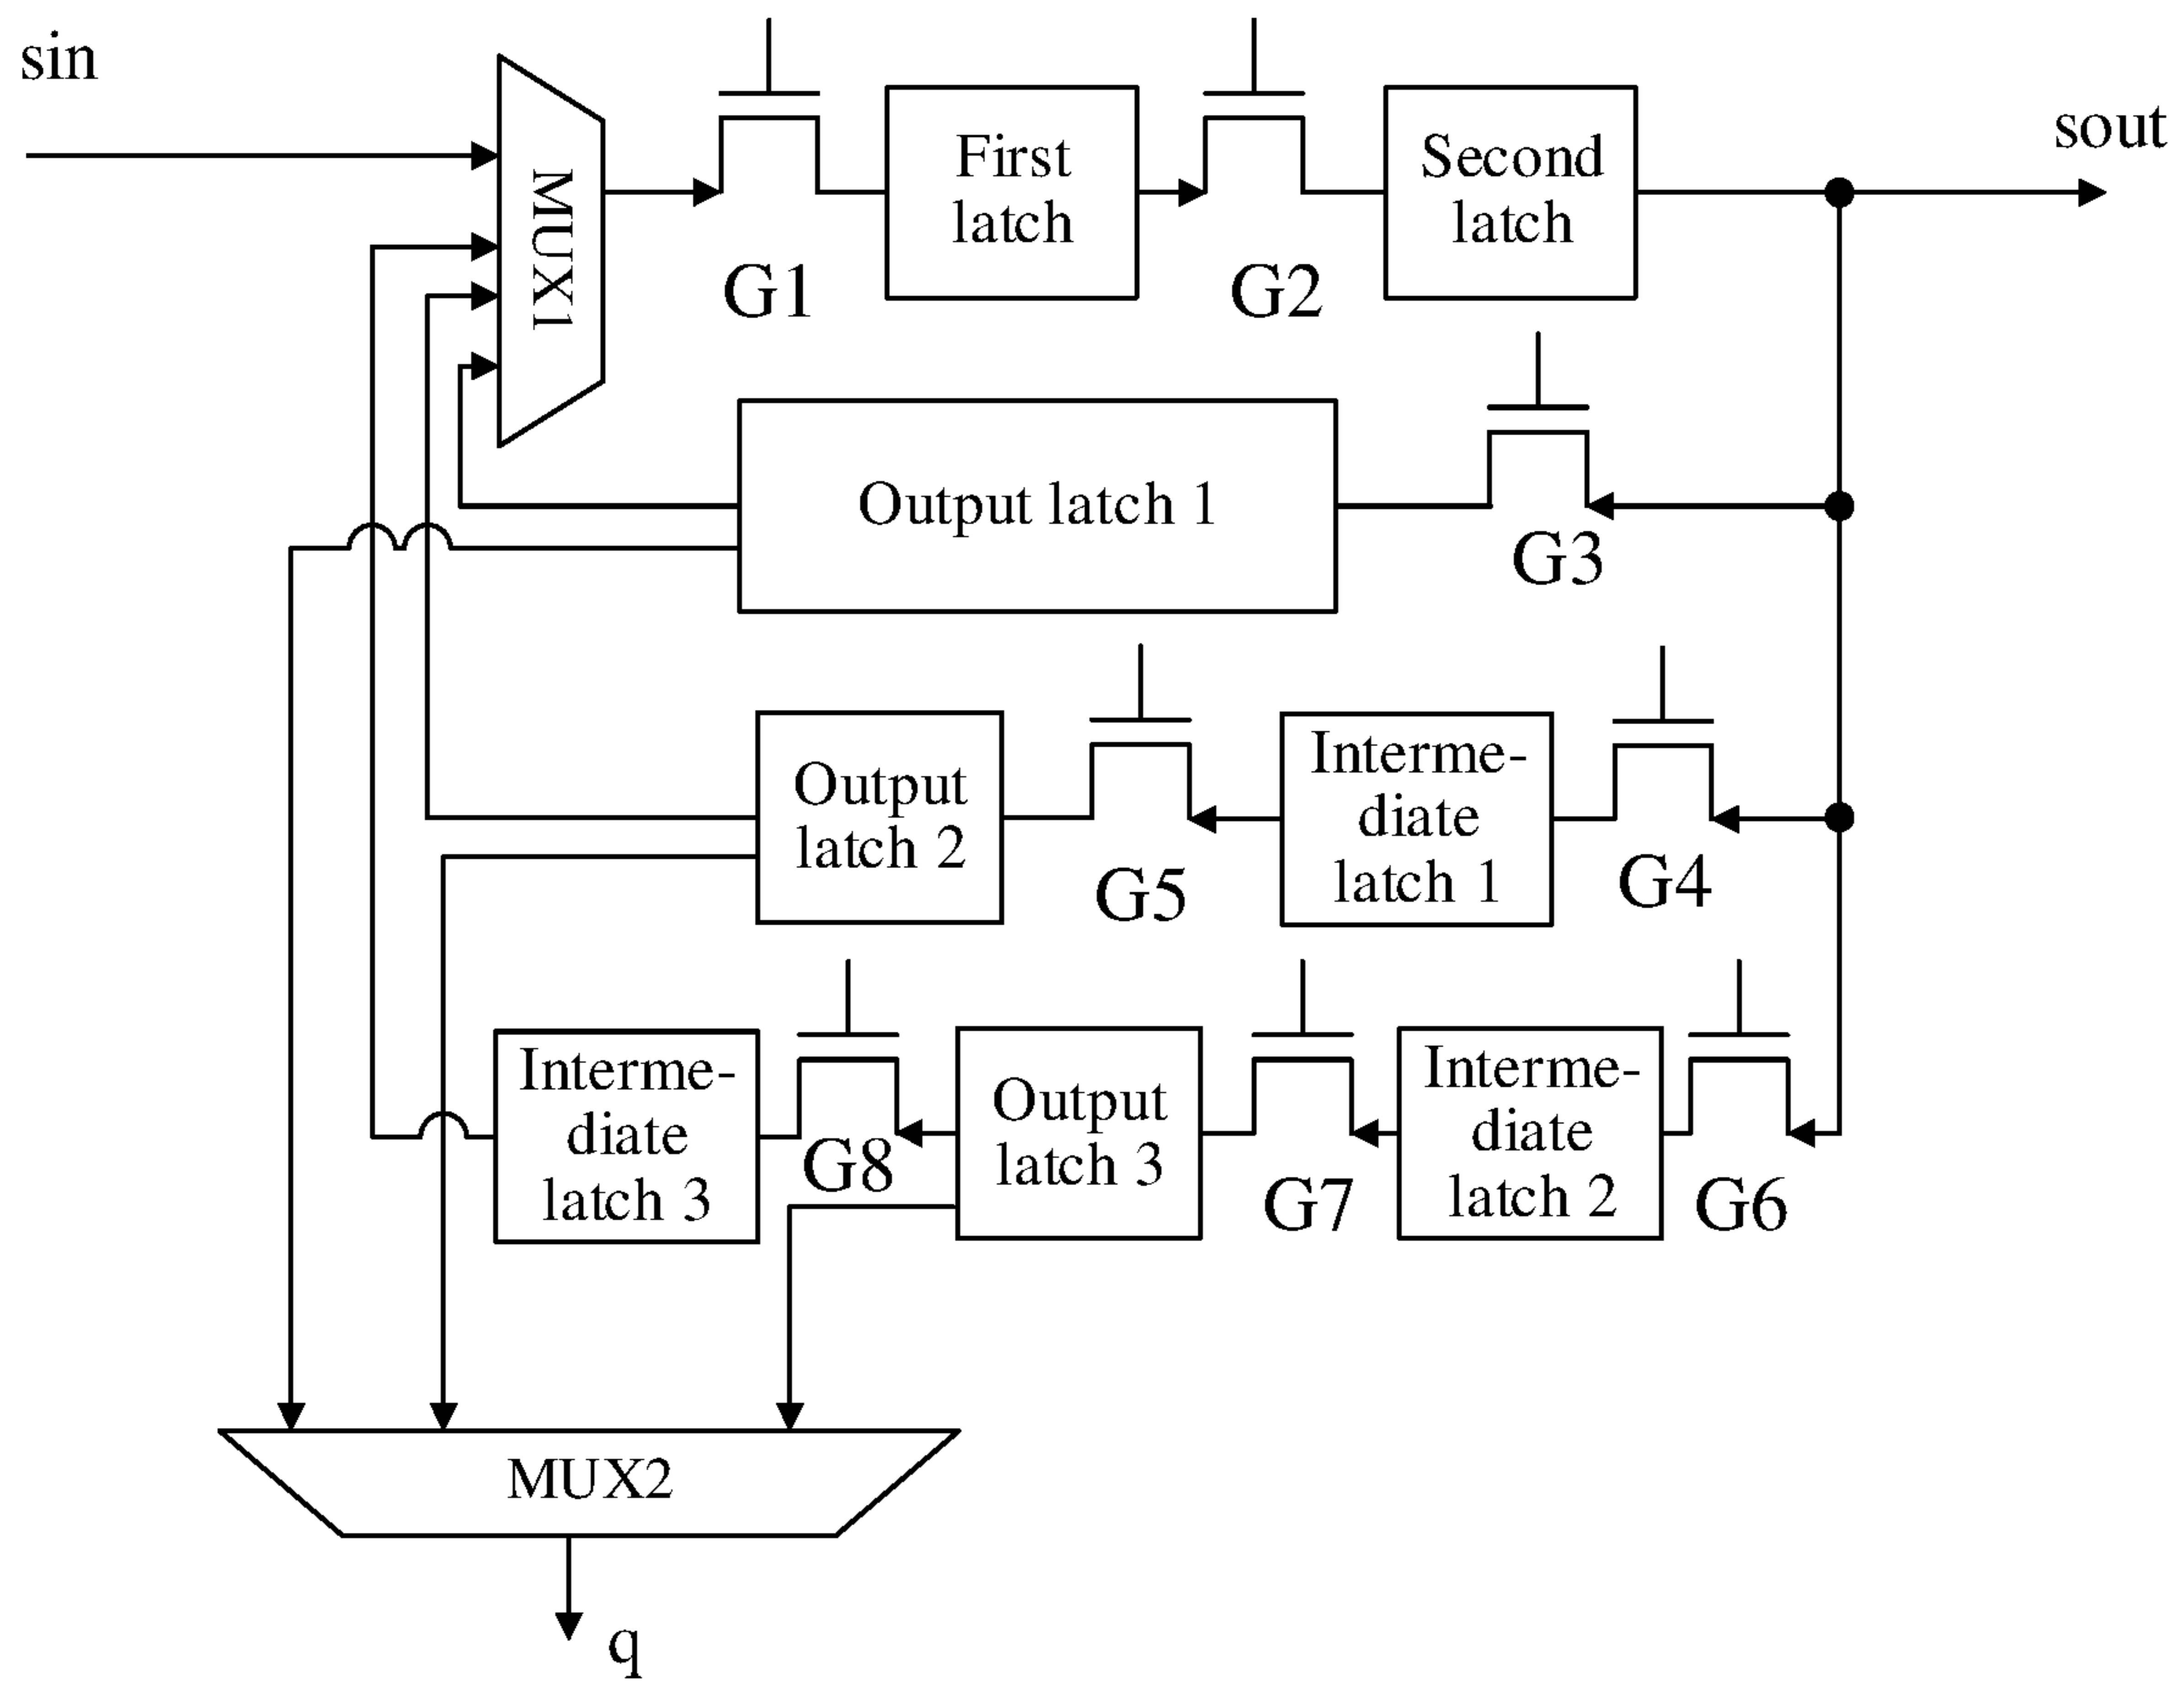 sin
sout
MUX1
First
latch
Second
latch
G1
G2
Output latch 1
G3
Output
latch 2
Interme-
diate
latch 1
G5
G4
Interme-
diate
latch 3
G8
Output
latch 3
G7
Interme-
diate
latch 2
G6
MUX2
q